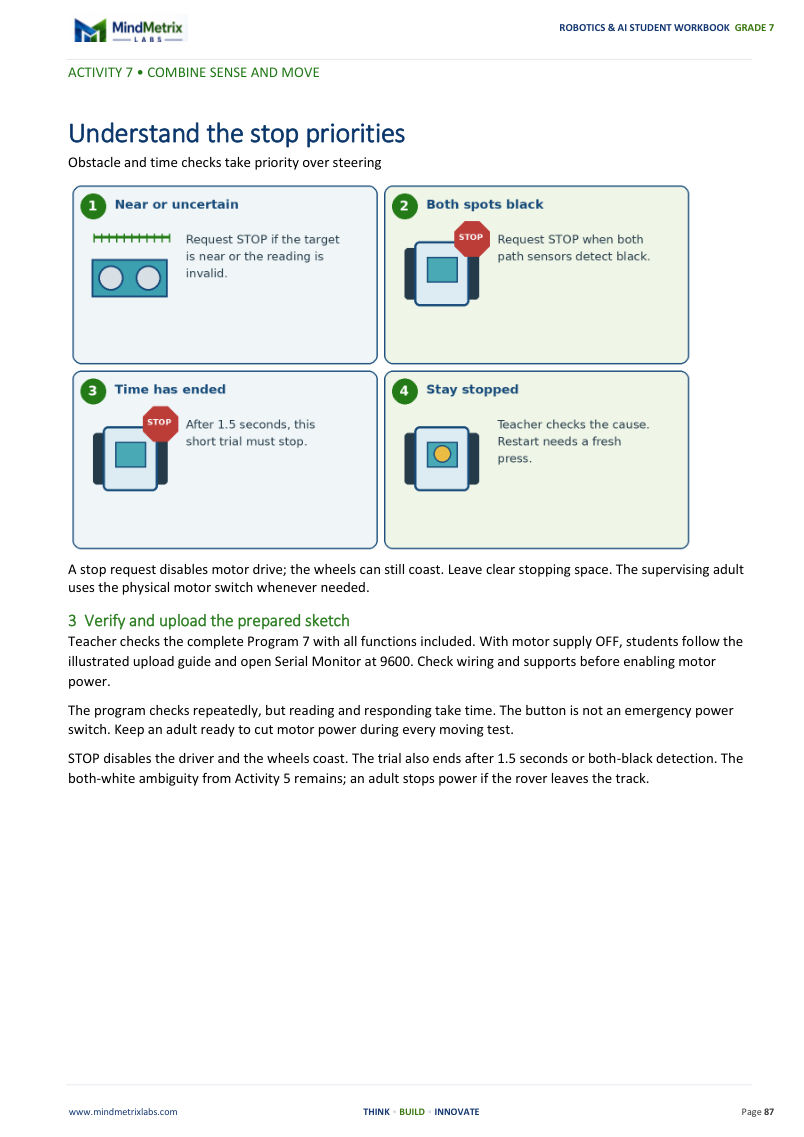 MindMetrix
LABS
ROBOTICS & AI STUDENT WORKBOOK GRADE 7
ACTIVITY 7 • COMBINE SENSE AND MOVE
Understand the stop priorities
Obstacle and time checks take priority over steering
1 Near or uncertain
Request STOP if the target
is near or the reading is
invalid.
2 Both spots black
STOP
Request STOP when both
path sensors detect black.
3 Time has ended
STOP
After 1.5 seconds, this
short trial must stop.
4 Stay stopped
Teacher checks the cause.
Restart needs a fresh
press.
A stop request disables motor drive; the wheels can still coast. Leave clear stopping space. The supervising adult
uses the physical motor switch whenever needed.
3 Verify and upload the prepared sketch
Teacher checks the complete Program 7 with all functions included. With motor supply OFF, students follow the
illustrated upload guide and open Serial Monitor at 9600. Check wiring and supports before enabling motor
power.
The program checks repeatedly, but reading and responding take time. The button is not an emergency power
switch. Keep an adult ready to cut motor power during every moving test.
STOP disables the driver and the wheels coast. The trial also ends after 1.5 seconds or both-black detection. The
both-white ambiguity from Activity 5 remains; an adult stops power if the rover leaves the track.
www.mindmetrixlabs.com
THINK • BUILD • INNOVATE
Page 87